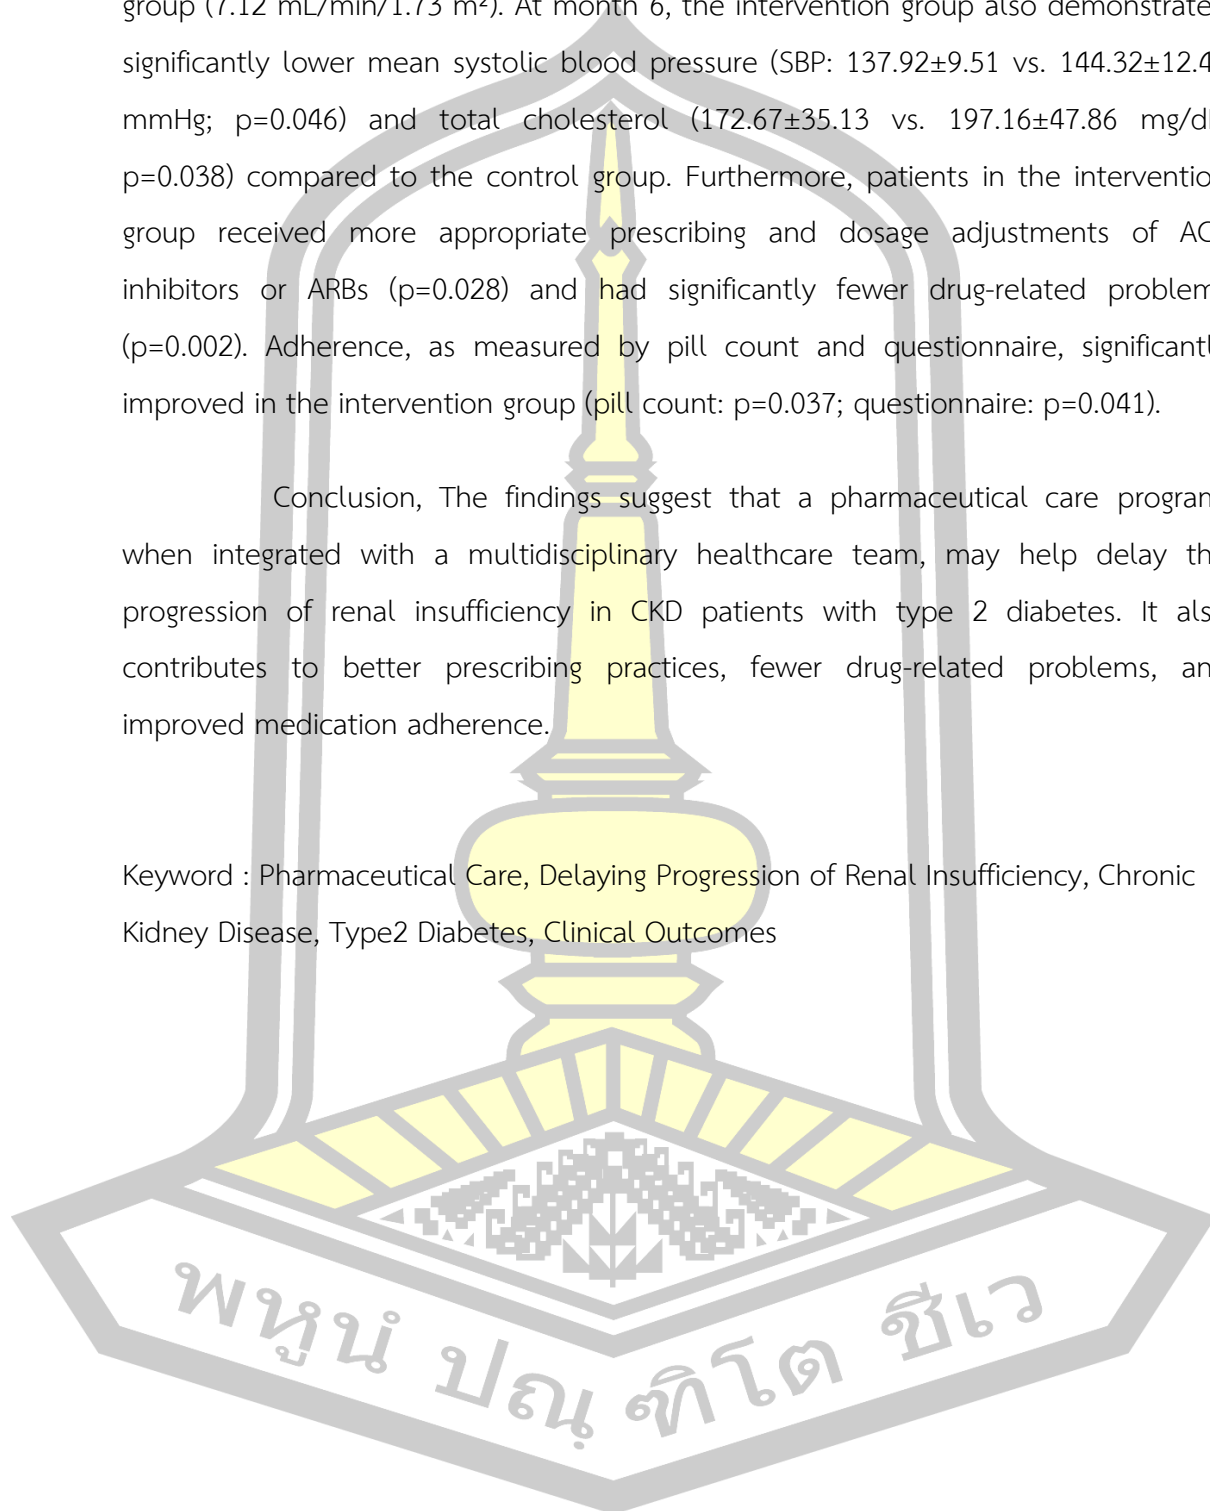 group (7.12 mL/min/1.73 m²). At month 6, the intervention group also demonstrate
significantly lower mean systolic blood pressure (SBP: 137.92±9.51 vs. 144.32±12.4
mmHg; p=0.046) and total cholesterol (172.67±35.13 vs. 197.16±47.86 mg/d
p=0.038) compared to the control group. Furthermore, patients in the interventio
group received more appropriate prescribing and dosage adjustments of AC
inhibitors or ARBs (p=0.028) and had significantly fewer drug-related problem
(p=0.002). Adherence, as measured by pill count and questionnaire, significantl
improved in the intervention group (pill count: p=0.037; questionnaire: p=0.041).
Conclusion, The findings suggest that a pharmaceutical care program
when integrated with a multidisciplinary healthcare team, may help delay th
progression of renal insufficiency in CKD patients with type 2 diabetes. It als
contributes to better prescribing practices, fewer drug-related problems, an
improved medication adherence.
Keyword : Pharmaceutical Care, Delaying Progression of Renal Insufficiency, Chronic
Kidney Disease, Type2 Diabetes, Clinical Outcomes
พหูนํ ปณฺฑิโต ชีเว